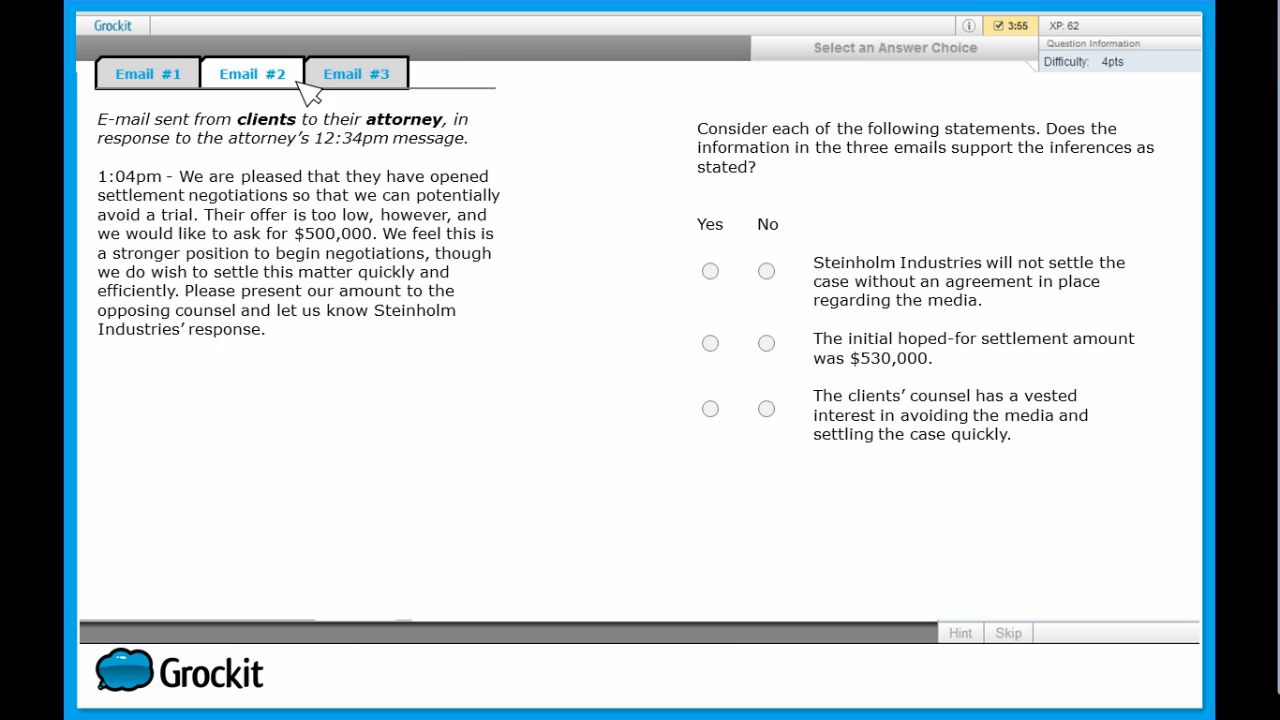 Grockit
3:55
XP: 62
Select an Answer Choice
Question Information
Difficulty: 4pts
Email #1
Email #2
Email #3
E-mail sent from clients to their attorney, in
response to the attorney's 12:34pm message.
1:04pm - We are pleased that they have opened
settlement negotiations so that we can potentially
avoid a trial. Their offer is too low, however, and
we would like to ask for $500,000. We feel this is
a stronger position to begin negotiations, though
we do wish to settle this matter quickly and
efficiently. Please present our amount to the
opposing counsel and let us know Steinholm
Industries' response.
Consider each of the following statements. Does the
information in the three emails support the inferences as
stated?
Yes No
Steinholm Industries will not settle the
case without an agreement in place
regarding the media.
The initial hoped-for settlement amount
was $530,000.
The clients' counsel has a vested
interest in avoiding the media and
settling the case quickly.
Hint
Skip
Grockit